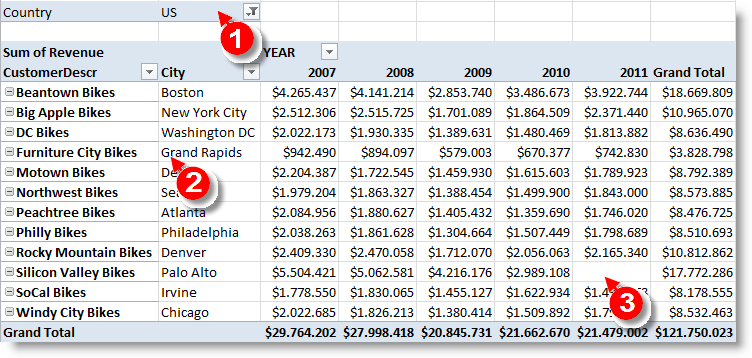 Country US
1
Sum of Revenue YEAR
CustomerDescr City 2007 2008 2009 2010 2011 Grand Total
Beantown Bikes Boston $4.265.437 $4.141.214 $2.853.740 $3.486.673 $3.922.744 $18.669.809
Big Apple Bikes New York City $2.512.306 $2.515.725 $1.701.089 $1.864.509 $2.371.440 $10.965.070
DC Bikes Washington DC $2.022.173 $1.930.335 $1.389.631 $1.480.469 $1.813.882 $8.636.490
Furniture City Bikes Grand Rapids $942.490 $894.097 $579.003 $670.377 $742.830 $3.828.798
Motown Bikes $2.204.387 $1.722.545 $1.459.930 $1.615.603 $1.789.923 $8.792.389
2
Northwest Bikes $1.979.204 $1.863.327 $1.388.454 $1.499.900 $1.843.000 $8.573.885
Peachtree Bikes Atlanta $2.084.956 $1.880.627 $1.405.432 $1.359.690 $1.746.020 $8.476.725
Philly Bikes Philadelphia $2.038.263 $1.861.628 $1.304.664 $1.507.449 $1.798.689 $8.510.693
Rocky Mountain Bikes Denver $2.409.330 $2.470.058 $1.712.070 $2.056.063 $2.165.340 $10.812.862
Silicon Valley Bikes Palo Alto $5.504.421 $5.062.581 $4.216.176 $2.989.108 $17.772.286
SoCal Bikes Irvine $1.778.550 $1.830.065 $1.455.127 $1.622.934 $8.178.555
3
Windy City Bikes Chicago $2.022.685 $1.826.213 $1.380.414 $1.509.892 $8.532.463
Grand Total $29.764.202 $27.998.418 $20.845.731 $21.662.670 $21.479.002 $121.750.023